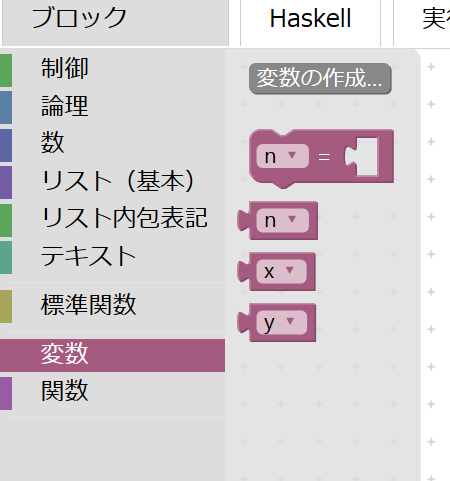 ブロック
Haskell
実
制御
論理
数
リスト（基本）
リスト内包表記
テキスト
標準関数
変数
関数
変数の作成...
n =
n
x
y